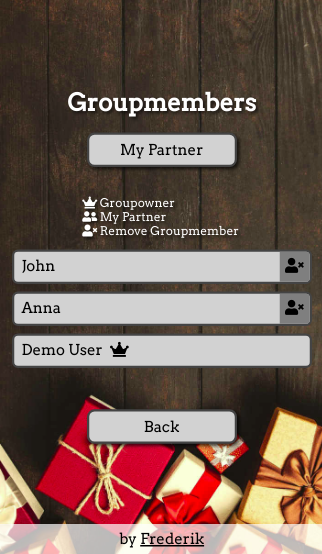 Groupmembers
My Partner
Groupowner
My Partner
Remove Groupmember
John
Anna
Demo User
Back
by Frederik